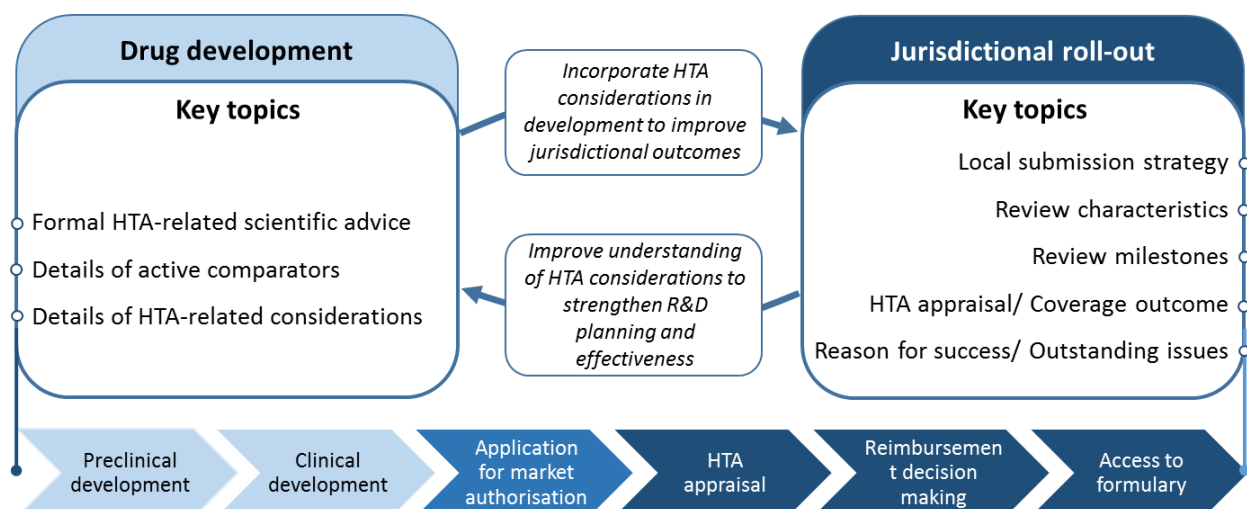 Drug development
Key topics
Formal HTA-related scientific advice
Details of active comparators
Details of HTA-related considerations
Incorporate HTA
considerations in
development to improve
jurisdictional outcomes
Improve understanding
of HTA considerations to
strengthen R&D
planning and
effectiveness
Jurisdictional roll-out
Key topics
Local submission strategy
Review characteristics
Review milestones
HTA appraisal/ Coverage outcome
Reason for success/ Outstanding issues
Preclinical
development
Clinical
development
Application
for market
authorisation
HTA
appraisal
Reimbursemen
t decision
making
Access to
formulary